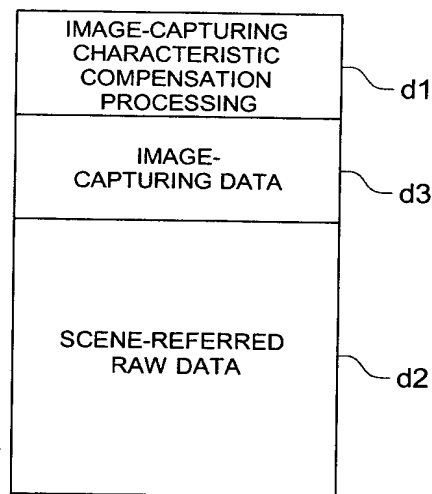 IMAGE-CAPTURING
CHARACTERISTIC
COMPENSATION
PROCESSING
d1
IMAGE-
CAPTURING DATA
d3
SCENE-REFERRED
RAW DATA
d2